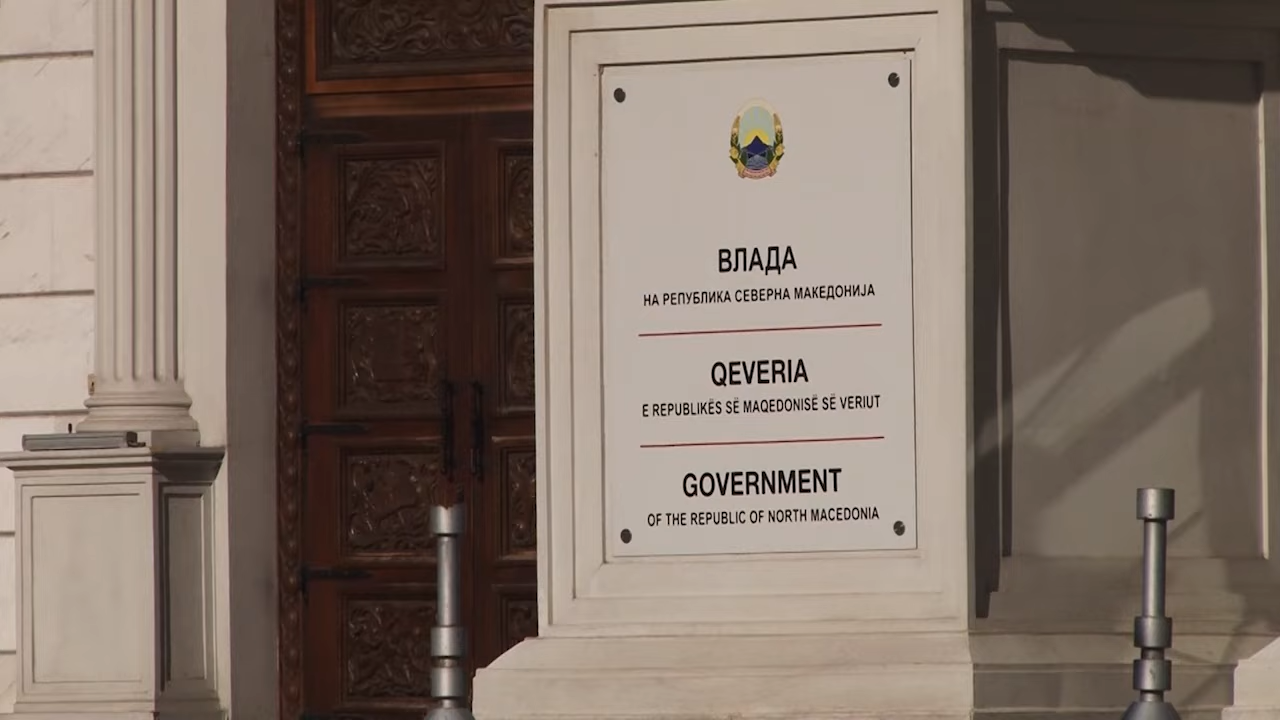 ВЛАДА
НА РЕПУБЛИКА СЕВЕРНА МАКЕДОНИЈА
QEVERIA
E REPUBLIKËS SË MAQEDONISË SË VERIUT
GOVERNMENT
OF THE REPUBLIC OF NORTH MACEDONIA